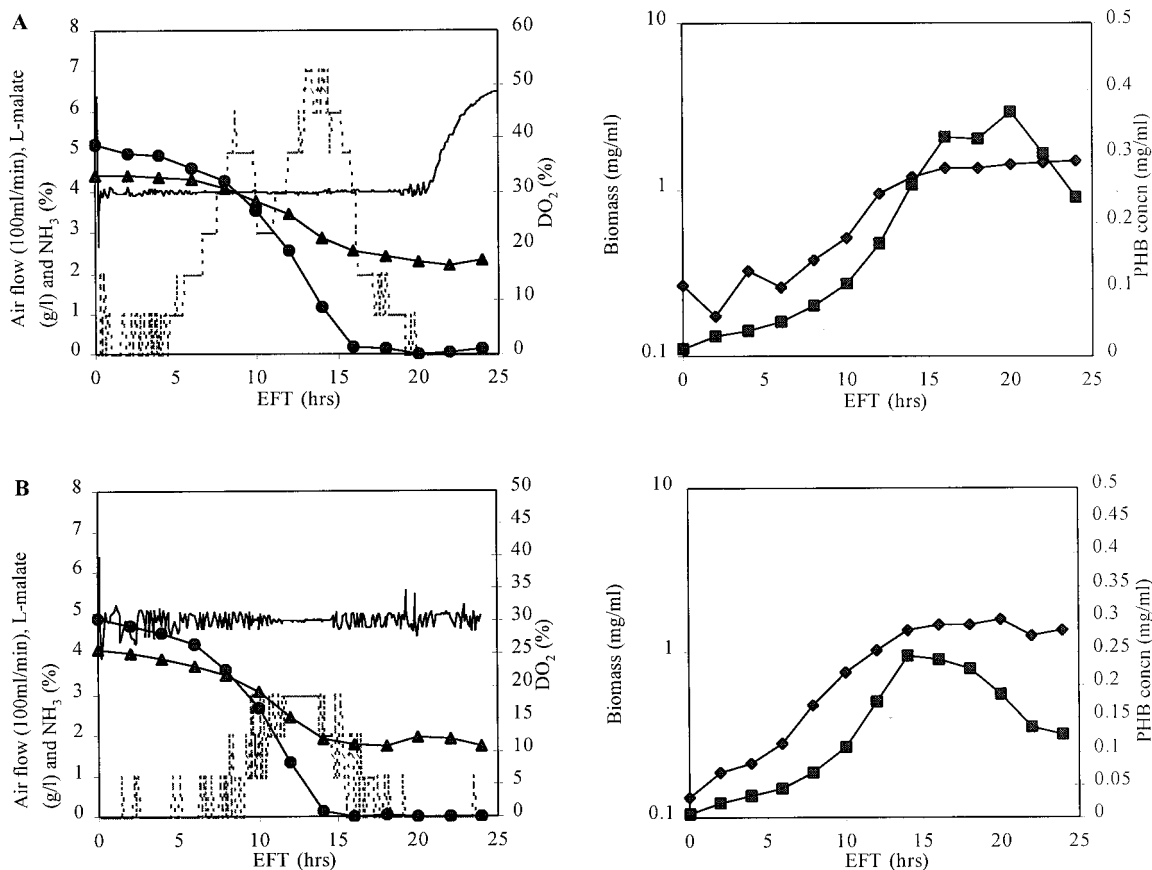 A
Air flow (100ml/min), L-malate
(g/l) and NH3 (%)
8
7
6
5
4
3
2
1
0
60
50
40
30
20
10
0
DO2 (%)
0 5 10 15 20 25
EFT (hrs)
Biomass (mg/ml)
10
1
0.1
0.5
0.4
0.3
0.2
0.1
0
PHB concn (mg/ml)
0 5 10 15 20 25
EFT (hrs)
B
Air flow (100ml/min), L-malate
(g/l) and NH3 (%)
8
7
6
5
4
3
2
1
0
50
45
40
35
30
25
20
15
10
5
0
DO2 (%)
0 5 10 15 20 25
EFT (hrs)
Biomass (mg/ml)
10
1
0.1
0.5
0.45
0.4
0.35
0.3
0.25
0.2
0.15
0.1
0.05
0
PHB concn (mg/ml)
0 5 10 15 20 25
EFT (hrs)